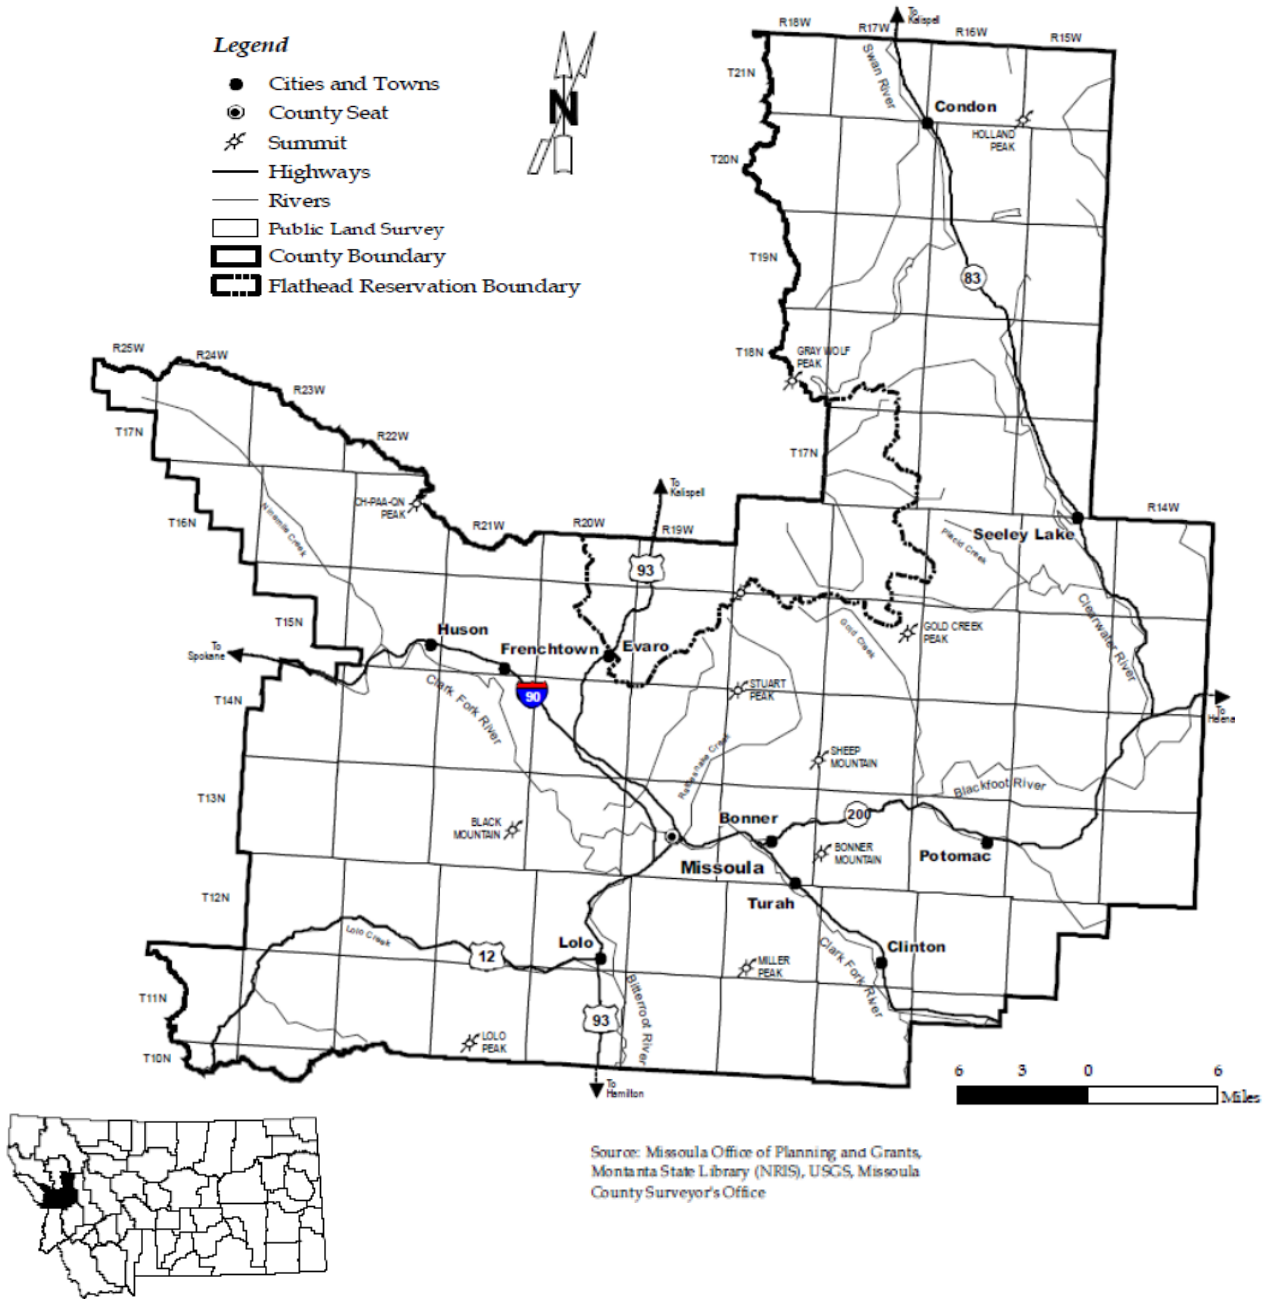 Legend
Cities and Towns
County Seat
Summit
Highways
Rivers
Public Land Survey
County Boundary
Flathead Reservation Boundary
N
To
Kalispell
R18W
R17W
R16W
R15W
T21N
Swan River
Condon
HOLLAND
PEAK
T20N
T19N
83
T18N
GRAY WOLF
PEAK
R25W
R24W
R23W
R22W
T17N
T17N
CH-PAA-QN
PEAK
To
Kalispell
T16N
Ninemile Creek
R21W
R20W
R19W
R14W
Seeley Lake
Placid Creek
93
T15N
Huson
Frenchtown
Evaro
Gold Creek
GOLD CREEK
PEAK
Clearwater River
To
Spokane
T14N
Clark Fork River
90
STUART
PEAK
To
Helena
Rattlesnake Creek
SHEEP
MOUNTAIN
Blackfoot River
T13N
BLACK
MOUNTAIN
Bonner
200
BONNER
MOUNTAIN
Potomac
Missoula
T12N
Turah
Lolo Creek
12
Lolo
Clinton
MILLER
PEAK
Clark Fork River
T11N
Bitterroot River
93
LOLO
PEAK
T10N
To
Hamilton
6 3 0 6
Miles
Source: Missoula Office of Planning and Grants,
Montanta State Library (NRIS), USGS, Missoula
County Surveyor's Office